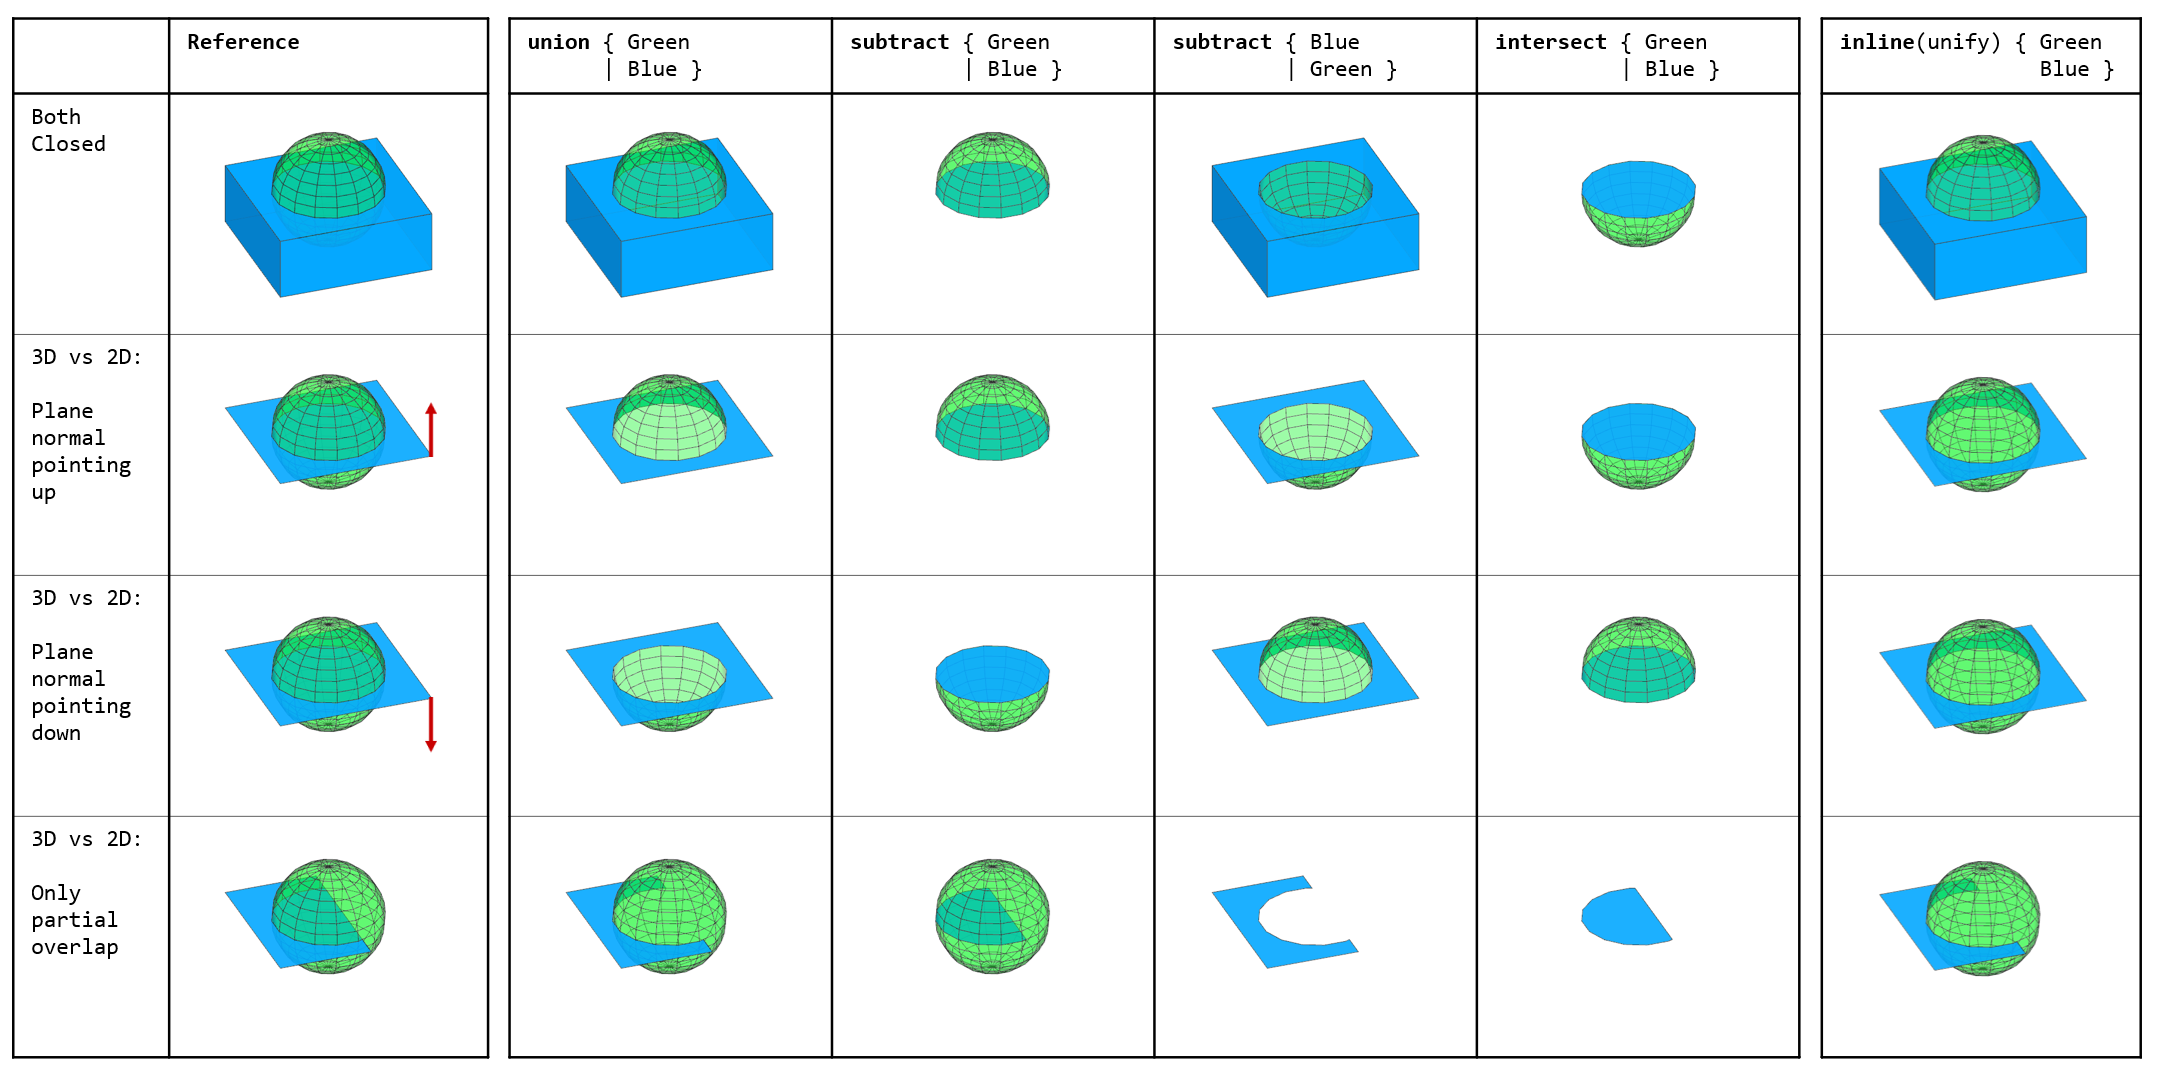 Reference
union { Green
| Blue }
subtract { Green
| Blue }
subtract { Blue
| Green }
intersect { Green
| Blue }
inline(unify) { Green
Blue }
Both
Closed
3D vs 2D:
Plane
normal
pointing
up
3D vs 2D:
Plane
normal
pointing
down
3D vs 2D:
Only
partial
overlap